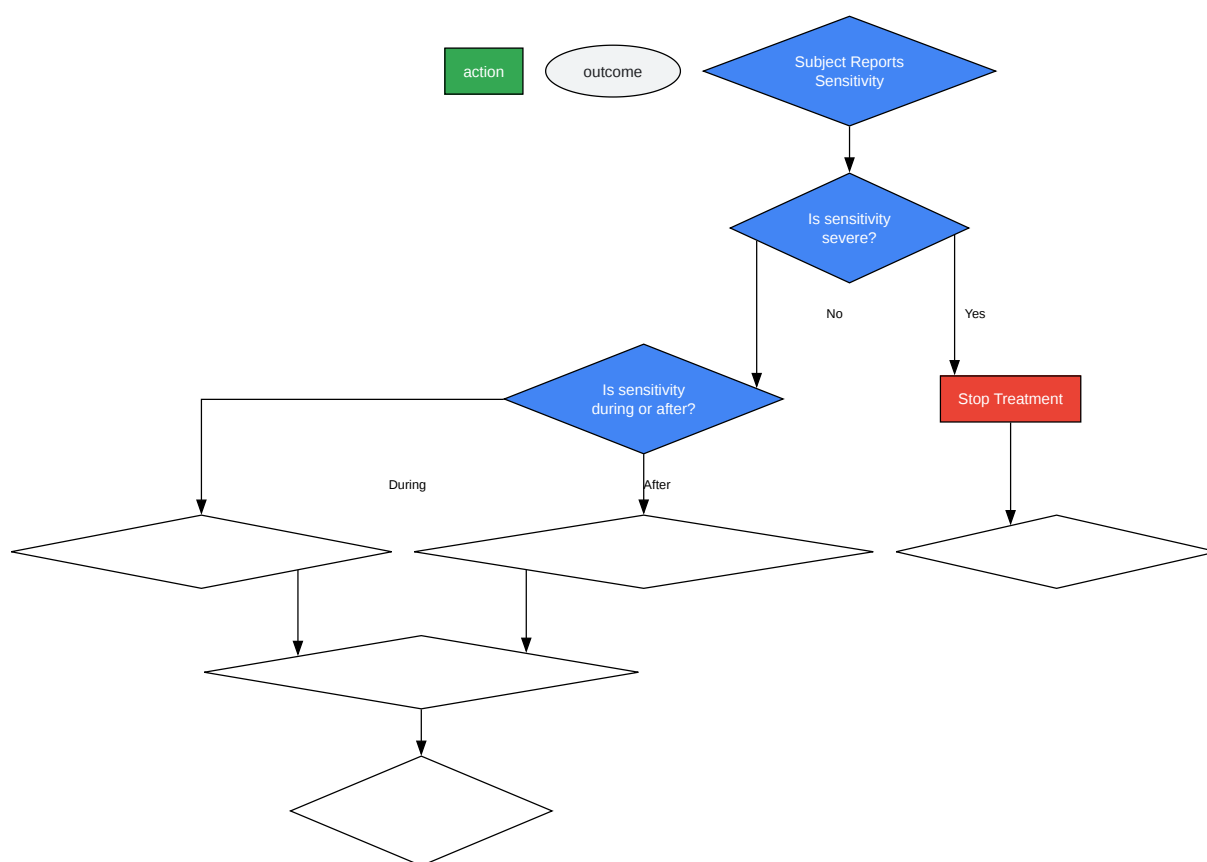 action
outcome
Subject Reports
Sensitivity
Is sensitivity
severe?
No
Yes
Is sensitivity
during or after?
Stop Treatment
During
After